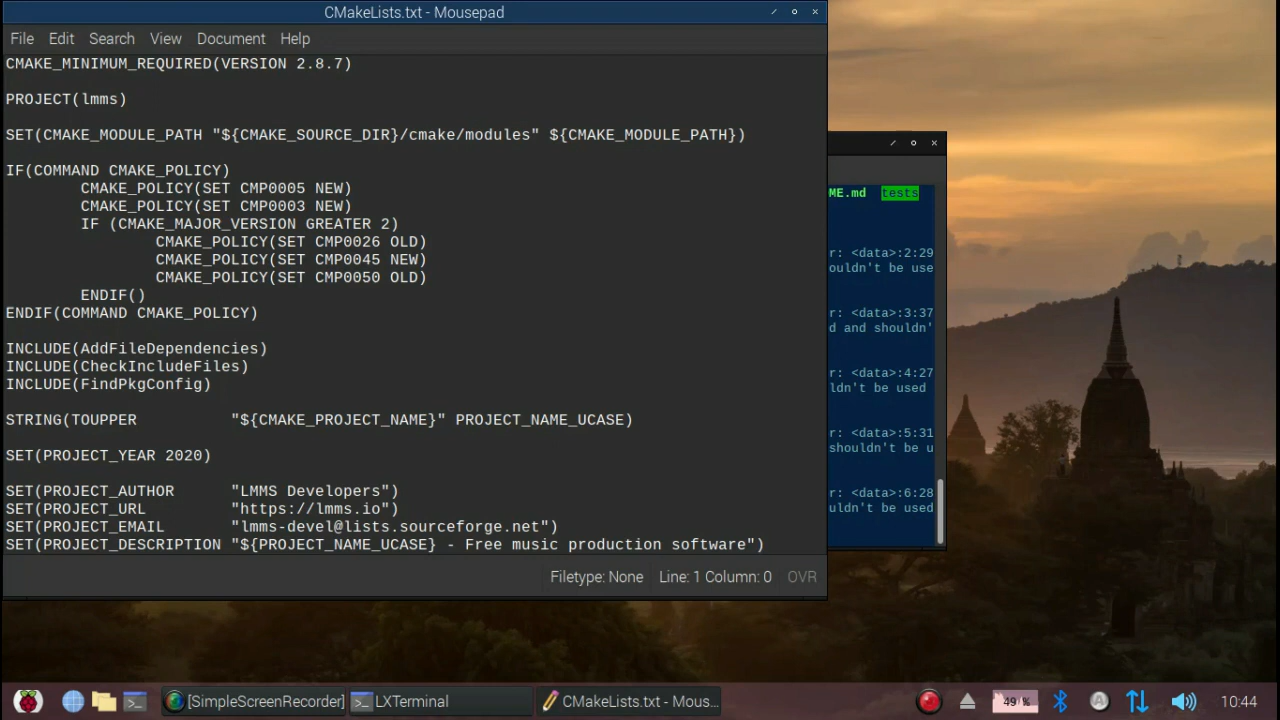 CMakeLists.txt - Mousepad
File Edit Search View Document Help
CMAKE_MINIMUM_REQUIRED(VERSION 2.8.7)
PROJECT(lmms)
SET(CMAKE_MODULE_PATH "${CMAKE_SOURCE_DIR}/cmake/modules" ${CMAKE_MODULE_PATH})
IF(COMMAND CMAKE_POLICY)
CMAKE_POLICY(SET CMP0005 NEW)
CMAKE_POLICY(SET CMP0003 NEW)
IF (CMAKE_MAJOR_VERSION GREATER 2)
CMAKE_POLICY(SET CMP0026 OLD)
CMAKE_POLICY(SET CMP0045 NEW)
CMAKE_POLICY(SET CMP0050 OLD)
ENDIF()
ENDIF(COMMAND CMAKE_POLICY)
INCLUDE(AddFileDependencies)
INCLUDE(CheckIncludeFiles)
INCLUDE(FindPkgConfig)
STRING(TOUPPER "${CMAKE_PROJECT_NAME}" PROJECT_NAME_UCASE)
SET(PROJECT_YEAR 2020)
SET(PROJECT_AUTHOR "LMMS Developers")
SET(PROJECT_URL "https://lmms.io")
SET(PROJECT_EMAIL "lmms-devel@lists.sourceforge.net")
SET(PROJECT_DESCRIPTION "${PROJECT_NAME_UCASE} - Free music production software")
Filetype: None Line: 1 Column: 0 OVR
ME.md tests
r: <data>:2:29
ouldn't be use
r: <data>:3:37
d and shouldn'
r: <data>:4:27
ldn't be used
r: <data>:5:31
shouldn't be u
r: <data>:6:28
uldn't be used
[SimpleScreenRecorder] LXTerminal CMakeLists.txt - Mous... 49 % A 10:44